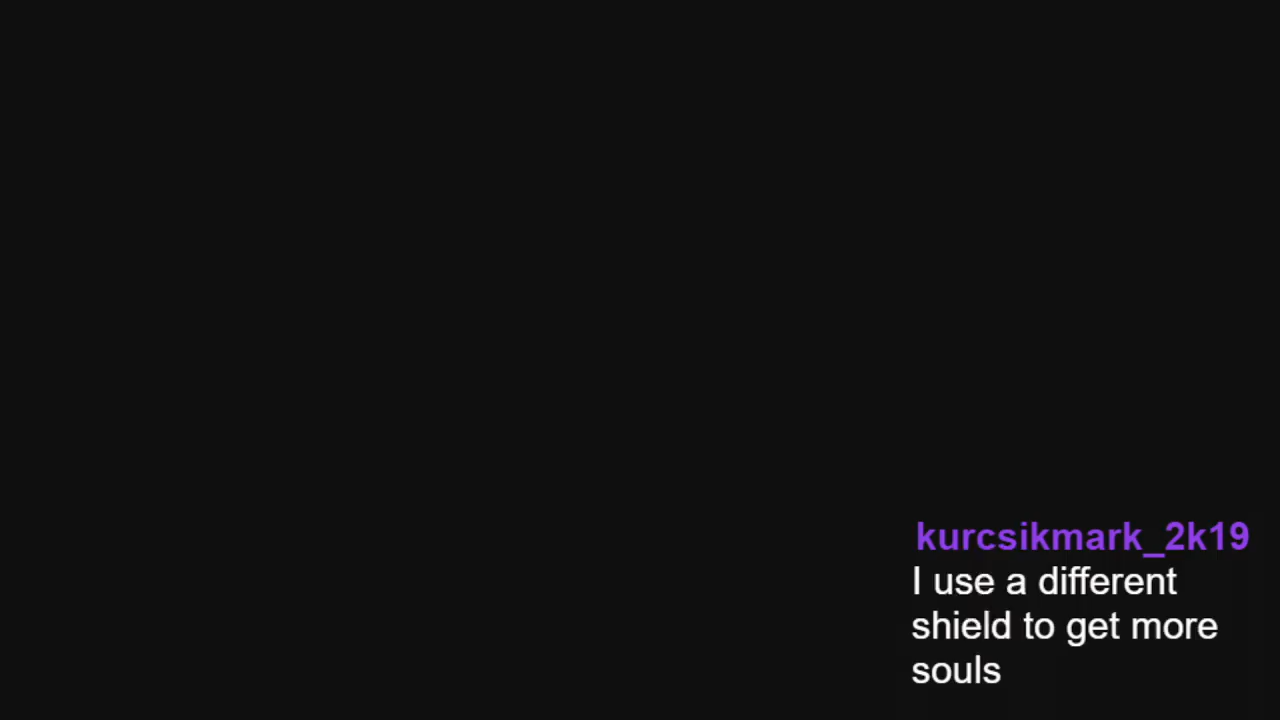 kurcsikmark_2k19
I use a different
shield to get more
souls